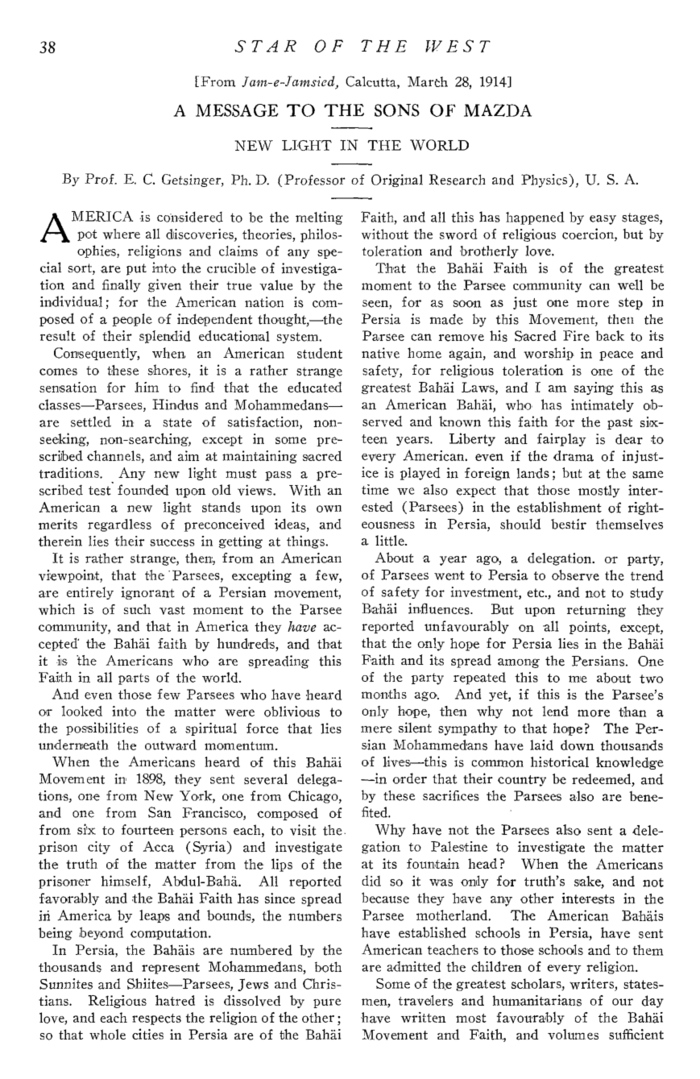 38
STAR OF THE WEST
[From Jam-e-Jamsied, Calcutta, March 28, 1914]
A MESSAGE TO THE SONS OF MAZDA
NEW LIGHT IN THE WORLD
By Prof. E. C. Getsinger, Ph. D. (Professor of Original Research and Physics), U. S. A.
AMERICA is considered to be the melting
pot where all discoveries, theories, philos-
ophies, religions and claims of any spe-
cial sort, are put into the crucible of investiga-
tion and finally given their true value by the
individual; for the American nation is com-
posed of a people of independent thought,—the
result of their splendid educational system.
Consequently, when an American student
comes to these shores, it is a rather strange
sensation for him to find that the educated
classes—Parsees, Hindus and Mohammedans—
are settled in a state of satisfaction, non-
seeking, non-searching, except in some pre-
scribed channels, and aim at maintaining sacred
traditions. Any new light must pass a pre-
scribed test founded upon old views. With an
American a new light stands upon its own
merits regardless of preconceived ideas, and
therein lies their success in getting at things.
It is rather strange, then, from an American
viewpoint, that the Parsees, excepting a few,
are entirely ignorant of a Persian movement,
which is of such vast moment to the Parsee
community, and that in America they have ac-
cepted the Bahäi faith by hundreds, and that
it is the Americans who are spreading this
Faith in all parts of the world.
And even those few Parsees who have heard
or looked into the matter were oblivious to
the possibilities of a spiritual force that lies
underneath the outward momentum.
When the Americans heard of this Bahäi
Movement in 1898, they sent several delega-
tions, one from New York, one from Chicago,
and one from San Francisco, composed of
from six to fourteen persons each, to visit the
prison city of Acca (Syria) and investigate
the truth of the matter from the lips of the
prisoner himself, Abdul-Bahä. All reported
favorably and the Bahäi Faith has since spread
in America by leaps and bounds, the numbers
being beyond computation.
In Persia, the Bahäis are numbered by the
thousands and represent Mohammedans, both
Sunnites and Shiites—Parsees, Jews and Chris-
tians. Religious hatred is dissolved by pure
love, and each respects the religion of the other;
so that whole cities in Persia are of the Bahäi
Faith, and all this has happened by easy stages,
without the sword of religious coercion, but by
toleration and brotherly love.
That the Bahäi Faith is of the greatest
moment to the Parsee community can well be
seen, for as soon as just one more step in
Persia is made by this Movement, then the
Parsee can remove his Sacred Fire back to its
native home again, and worship in peace and
safety, for religious toleration is one of the
greatest Bahäi Laws, and I am saying this as
an American Bahäi, who has intimately ob-
served and known this faith for the past six-
teen years. Liberty and fairplay is dear to
every American. even if the drama of injust-
ice is played in foreign lands; but at the same
time we also expect that those mostly inter-
ested (Parsees) in the establishment of right-
eousness in Persia, should bestir themselves
a little.
About a year ago, a delegation. or party,
of Parsees went to Persia to observe the trend
of safety for investment, etc., and not to study
Bahäi influences. But upon returning they
reported unfavourably on all points, except,
that the only hope for Persia lies in the Bahäi
Faith and its spread among the Persians. One
of the party repeated this to me about two
months ago. And yet, if this is the Parsee's
only hope, then why not lend more than a
mere silent sympathy to that hope? The Per-
sian Mohammedans have laid down thousands
of lives—this is common historical knowledge
—in order that their country be redeemed, and
by these sacrifices the Parsees also are bene-
fited.
Why have not the Parsees also sent a dele-
gation to Palestine to investigate the matter
at its fountain head? When the Americans
did so it was only for truth's sake, and not
because they have any other interests in the
Parsee motherland. The American Bahäis
have established schools in Persia, have sent
American teachers to those schools and to them
are admitted the children of every religion.
Some of the greatest scholars, writers, states-
men, travelers and humanitarians of our day
have written most favourably of the Bahäi
Movement and Faith, and volumes sufficient